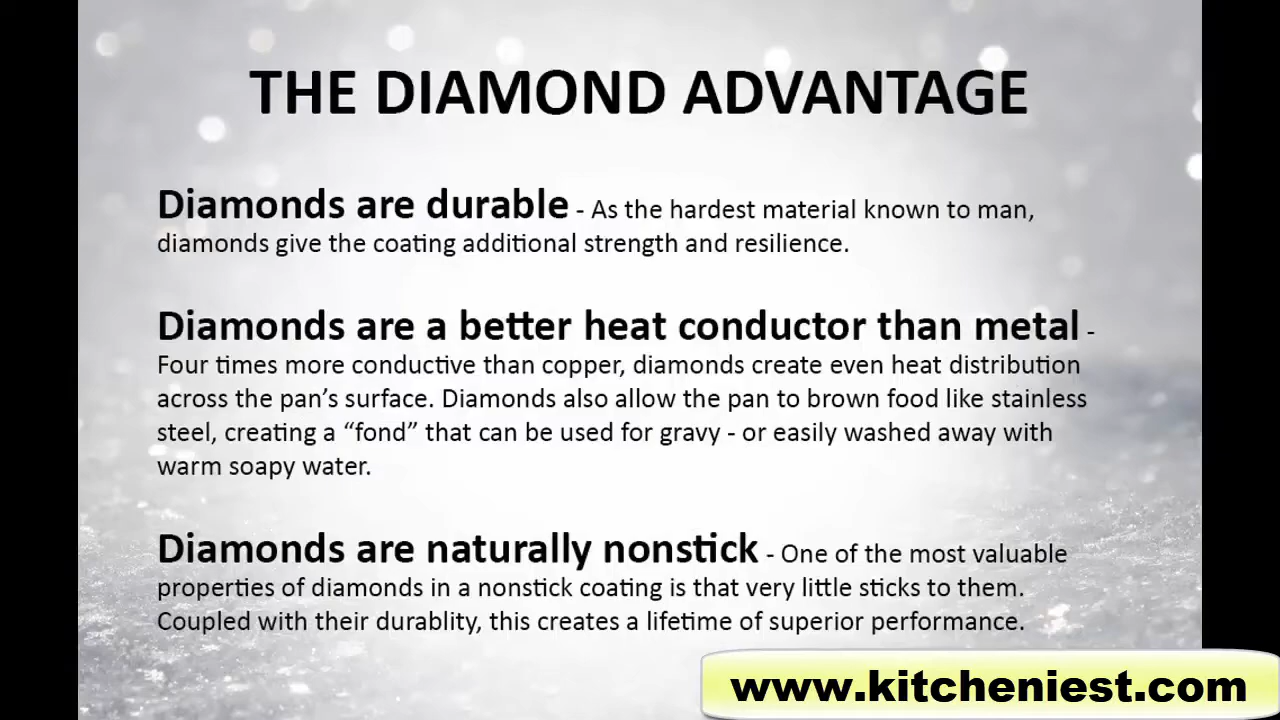 THE DIAMOND ADVANTAGE
Diamonds are durable - As the hardest material known to man,
diamonds give the coating additional strength and resilience.
Diamonds are a better heat conductor than metal -
Four times more conductive than copper, diamonds create even heat distribution
across the pan’s surface. Diamonds also allow the pan to brown food like stainless
steel, creating a “fond” that can be used for gravy - or easily washed away with
warm soapy water.
Diamonds are naturally nonstick - One of the most valuable
properties of diamonds in a nonstick coating is that very little sticks to them.
Coupled with their durablity, this creates a lifetime of superior performance.
www.kitcheniest.com